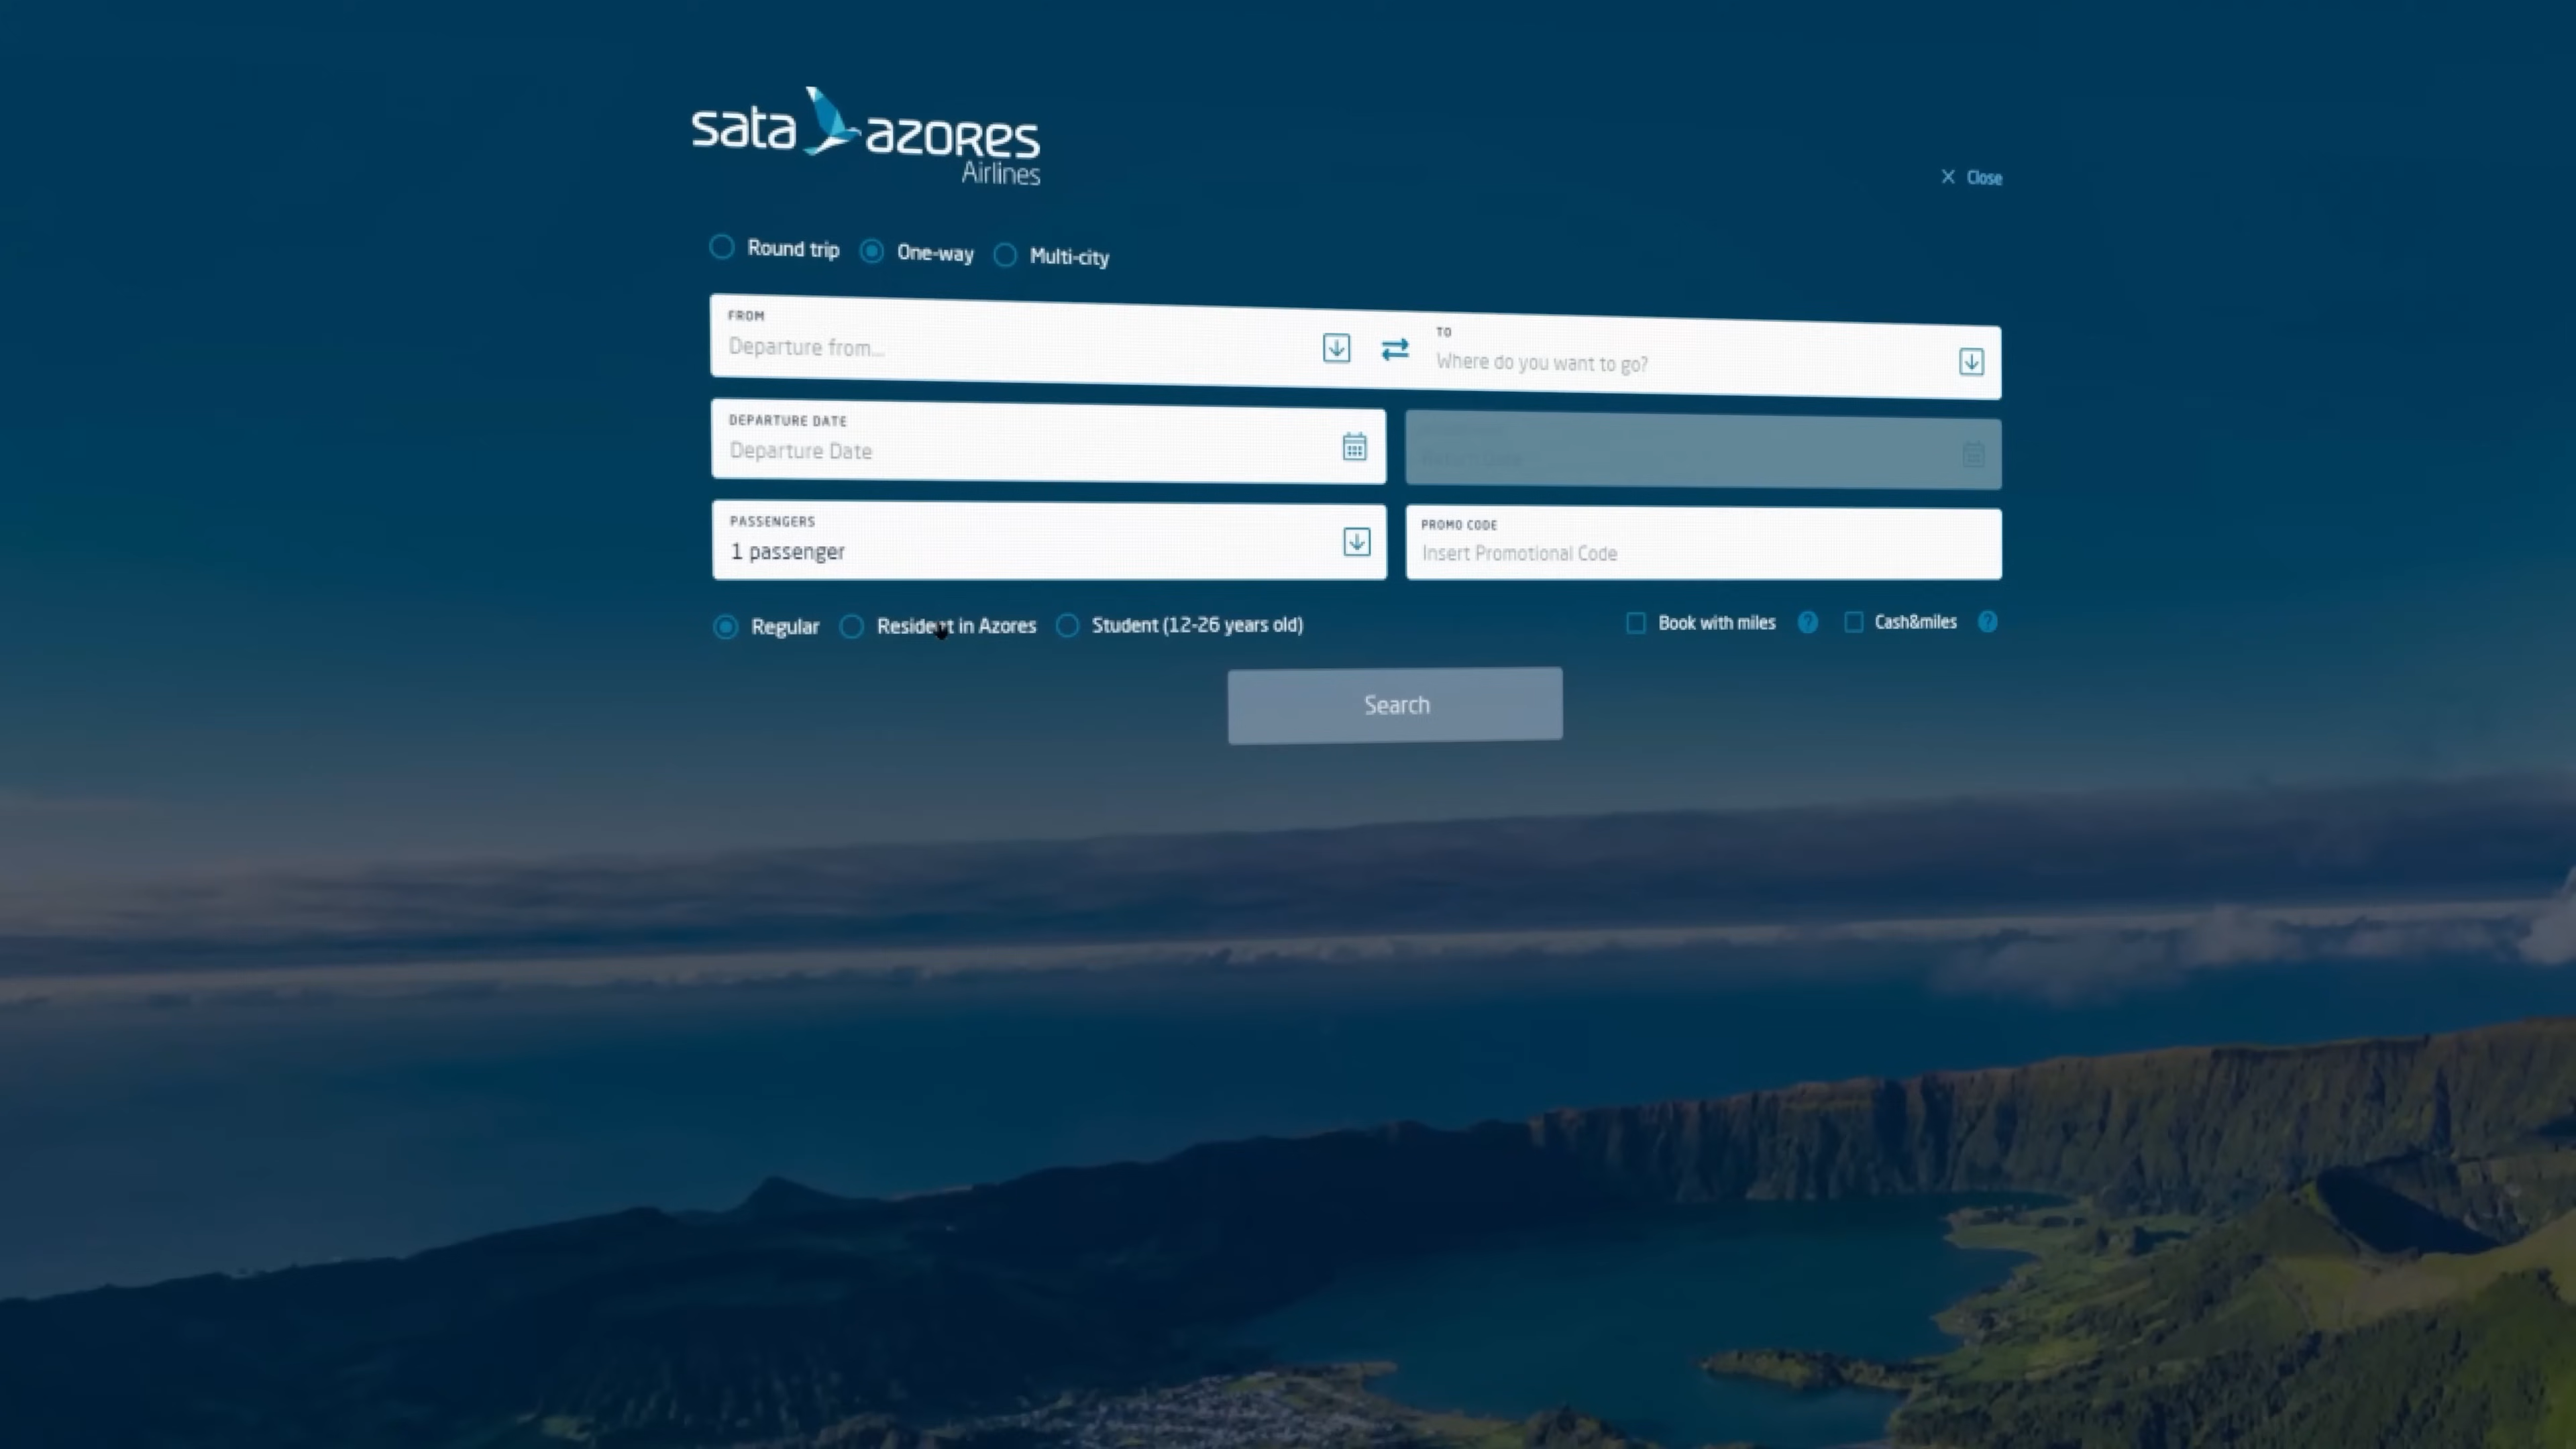 sata azores
Airlines
Close
Round trip
One-way
Multi-city
FROM
Departure from...
TO
Where do you want to go?
DEPARTURE DATE
Departure Date
PASSENGERS
1 passenger
PROMO CODE
Insert Promotional Code
Regular
Resident in Azores
Student (12-26 years old)
Book with miles
?
Cash&miles
?
Search